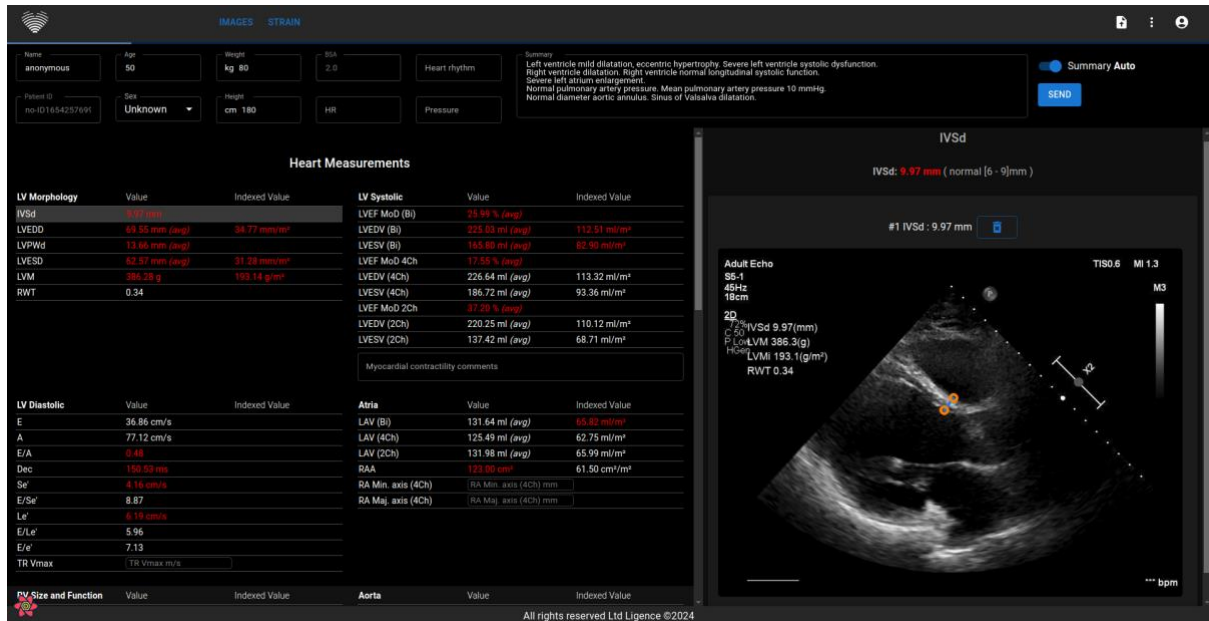 IMAGES STRAIN
Name
anonymous
Age
50
Weight
kg 80
BSA
2.0
Heart rhythm
Patient ID
no-ID1654257691
Sex
Unknown
Height
cm 180
HR
Pressure
Summary
Left ventricle mild dilatation, eccentric hypertrophy. Severe left ventricle systolic dysfunction.
Right ventricle dilatation. Right ventricle normal longitudinal systolic function.
Severe left atrium enlargement.
Normal pulmonary artery pressure. Mean pulmonary artery pressure 10 mmHg.
Normal diameter aortic annulus. Sinus of Valsalva dilatation.
Summary Auto
SEND
Heart Measurements
LV Morphology Value Indexed Value
IVSd 9.97 mm
LVEDD 69.55 mm (avg) 34.77 mm/m²
LVPWd 13.66 mm (avg)
LVESD 62.57 mm (avg) 31.28 mm/m²
LVM 386.28 g 193.14 g/m²
RWT 0.34
LV Systolic Value Indexed Value
LVEF MoD (Bi) 25.99 % (avg)
LVEDV (Bi) 225.03 ml (avg) 112.51 ml/m²
LVESV (Bi) 165.80 ml (avg) 82.90 ml/m²
LVEF MoD 4Ch 17.55 % (avg)
LVEDV (4Ch) 226.64 ml (avg) 113.32 ml/m²
LVESV (4Ch) 186.72 ml (avg) 93.36 ml/m²
LVEF MoD 2Ch 37.20 % (avg)
LVEDV (2Ch) 220.25 ml (avg) 110.12 ml/m²
LVESV (2Ch) 137.42 ml (avg) 68.71 ml/m²
Myocardial contractility comments
LV Diastolic Value Indexed Value
E 36.86 cm/s
A 77.12 cm/s
E/A 0.48
Dec 150.53 ms
Se' 4.16 cm/s
E/Se' 8.87
Le' 6.19 cm/s
E/Le' 5.96
E/e' 7.13
TR Vmax TR Vmax m/s
Atria Value Indexed Value
LAV (Bi) 131.64 ml (avg) 65.82 ml/m²
LAV (4Ch) 125.49 ml (avg) 62.75 ml/m²
LAV (2Ch) 131.98 ml (avg) 65.99 ml/m²
RAA 123.00 cm² 61.50 cm²/m²
RA Min. axis (4Ch) RA Min. axis (4Ch) mm
RA Maj. axis (4Ch) RA Maj. axis (4Ch) mm
RV Size and Function Value Indexed Value
Aorta Value Indexed Value
IVSd
IVSd: 9.97 mm ( normal [6 - 9]mm )
#1 IVSd : 9.97 mm
Adult Echo
S5-1
45Hz
18cm
TIS0.6 MI 1.3
M3
2D
72%
C 50
P Low
HGen
IVSd 9.97(mm)
LVM 386.3(g)
LVMi 193.1(g/m²)
RWT 0.34
X2
*** bpm
All rights reserved Ltd Ligence ©2024